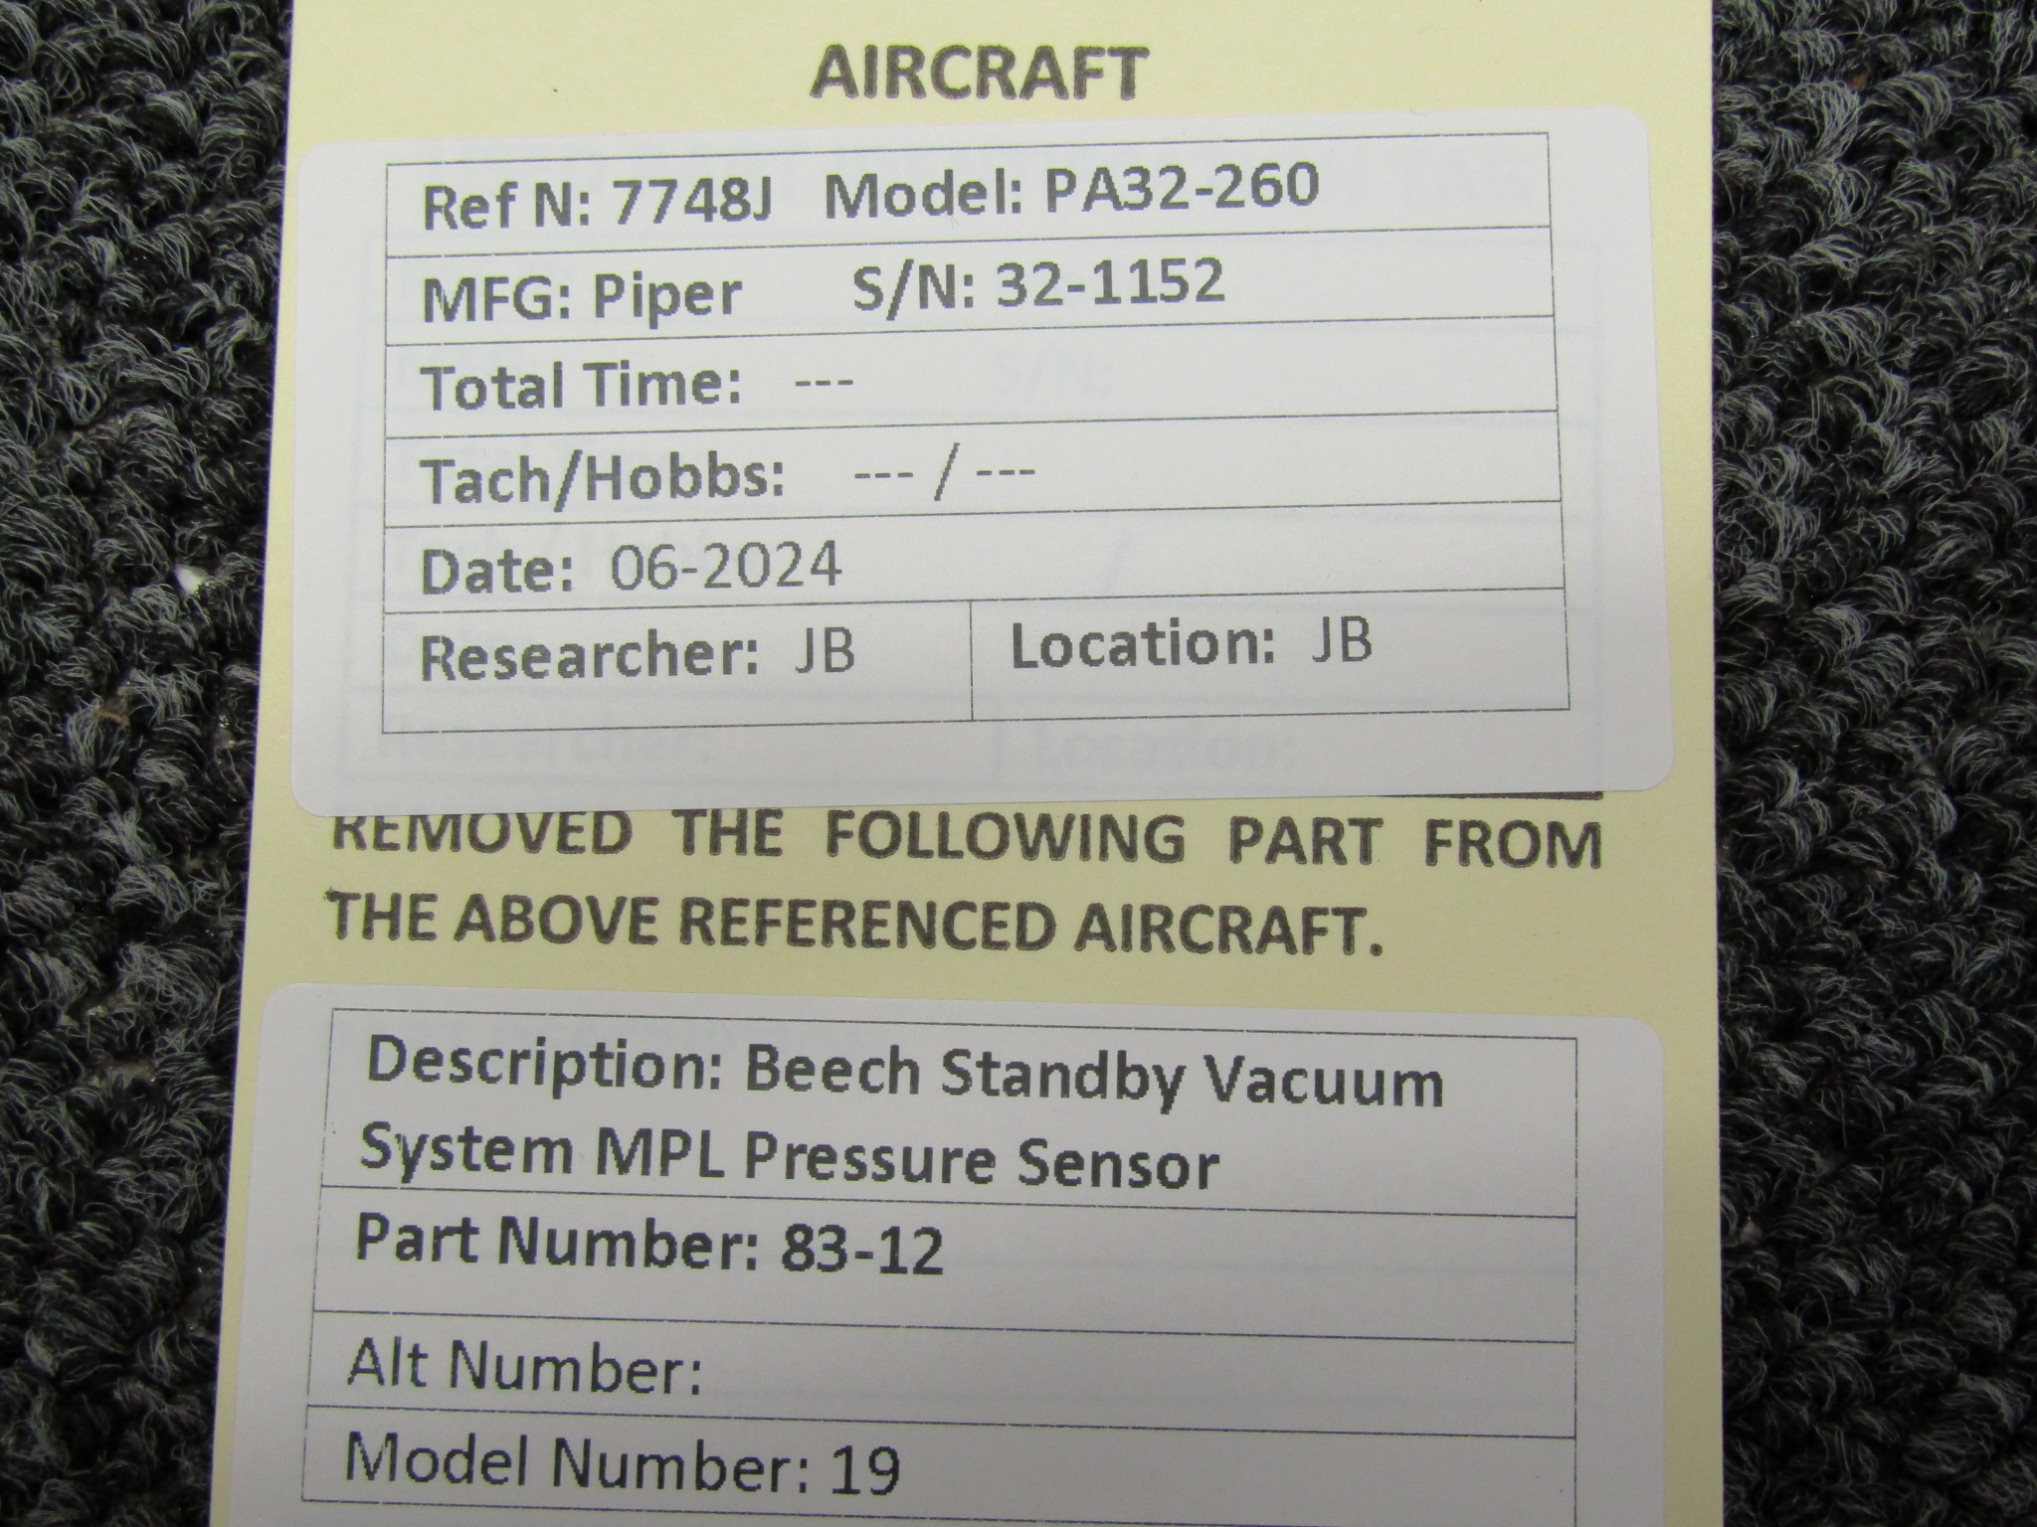 AIRCRAFT
Ref N: 7748J Model: PA32-260
MFG: Piper S/N: 32-1152
Total Time: ---
Tach/Hobbs: --- / ---
Date: 06-2024
Researcher: JB Location: JB
REMOVED THE FOLLOWING PART FROM
THE ABOVE REFERENCED AIRCRAFT.
Description: Beech Standby Vacuum
System MPL Pressure Sensor
Part Number: 83-12
Alt Number:
Model Number: 19